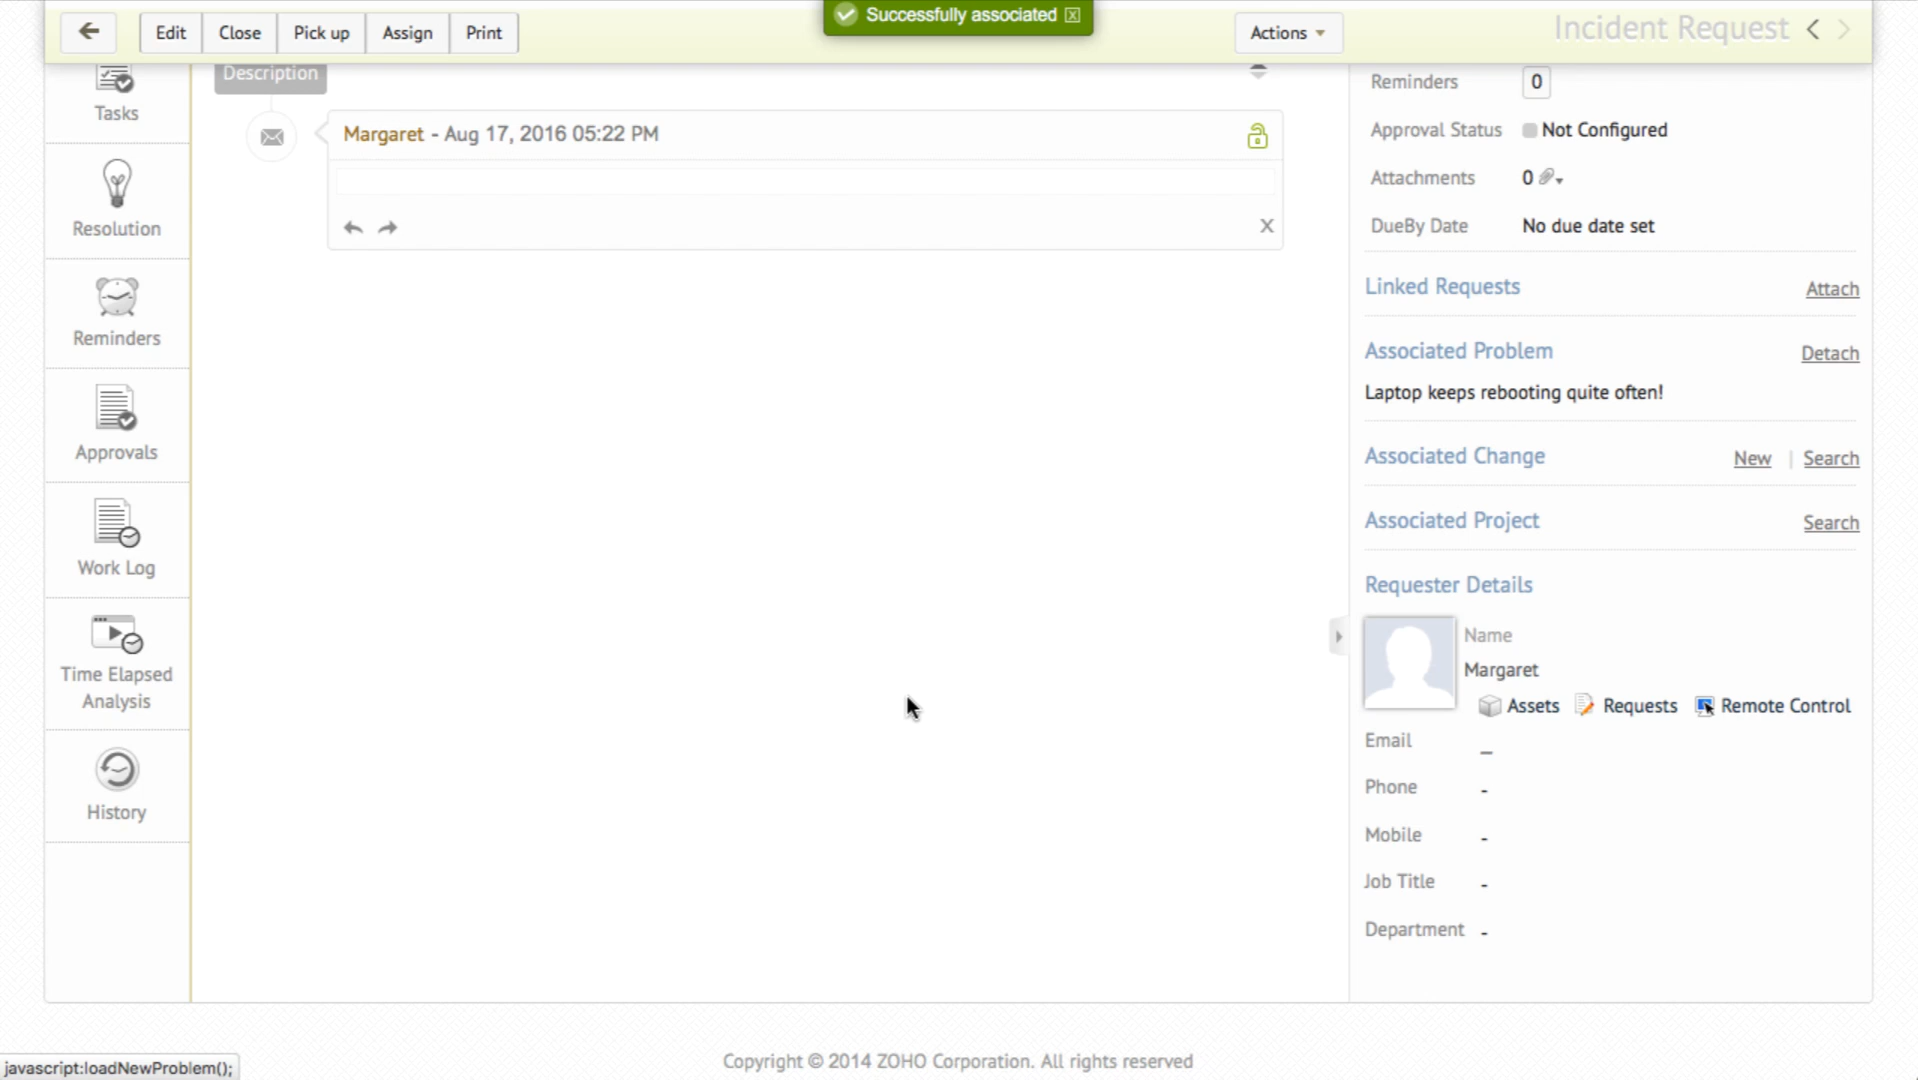 Successfully associated
Edit
Close
Pick up
Assign
Print
Actions
Incident Request
Description
Tasks
Resolution
Reminders
Approvals
Work Log
Time Elapsed
Analysis
History
Margaret - Aug 17, 2016 05:22 PM
X
Reminders 0
Approval Status Not Configured
Attachments 0
DueBy Date No due date set
Linked Requests Attach
Associated Problem Detach
Laptop keeps rebooting quite often!
Associated Change New | Search
Associated Project Search
Requester Details
Name
Margaret
Assets Requests Remote Control
Email _
Phone -
Mobile -
Job Title -
Department -
Copyright © 2014 ZOHO Corporation. All rights reserved
javascript:loadNewProblem();